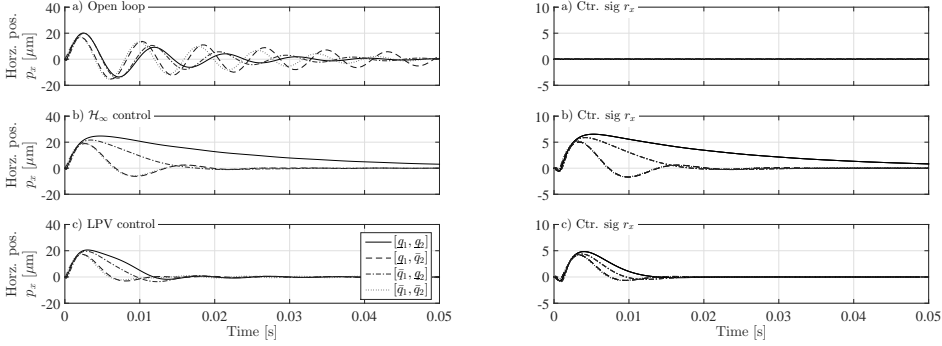 a) Open loop
Horz. pos.
p_x [μm]
40
20
0
-20
b) H_∞ control
Horz. pos.
p_x [μm]
40
20
0
-20
c) LPV control
Horz. pos.
p_x [μm]
40
20
0
-20
[q̲₁, q̲₂]
[q̲₁, q̄₂]
[q̄₁, q̲₂]
[q̄₁, q̄₂]
0 0.01 0.02 0.03 0.04 0.05
Time [s]
a) Ctr. sig r_x
10
5
0
-5
b) Ctr. sig r_x
10
5
0
-5
c) Ctr. sig r_x
10
5
0
-5
0 0.01 0.02 0.03 0.04 0.05
Time [s]